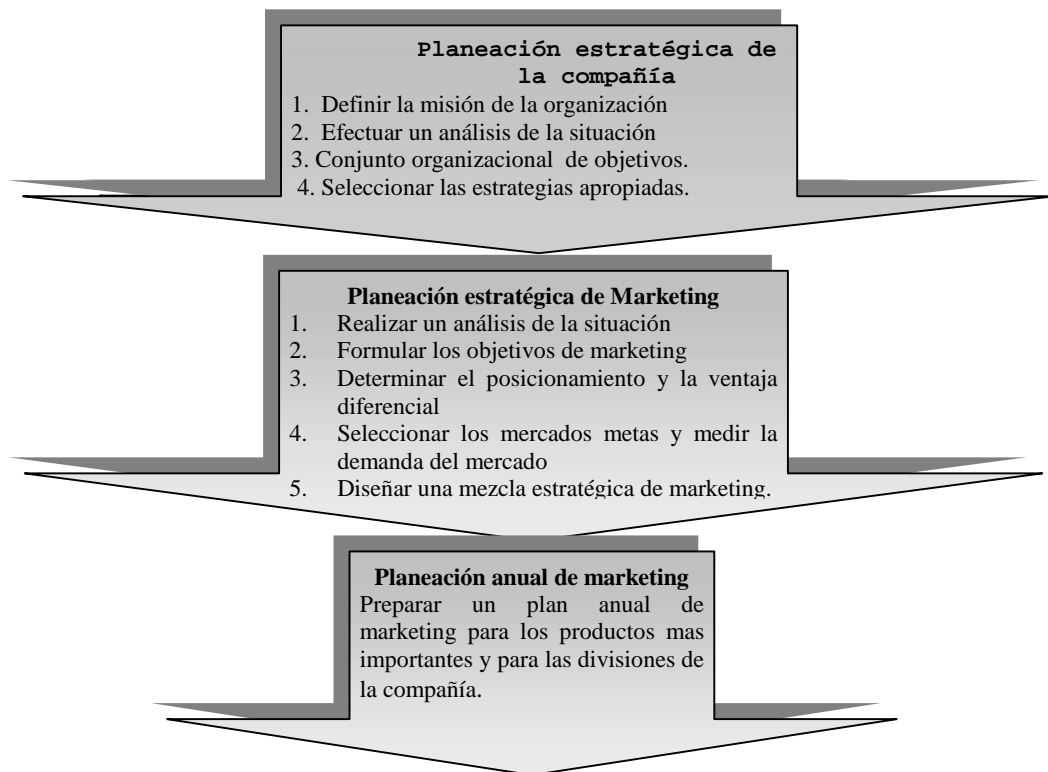 Planeación estratégica de
la compañía
1. Definir la misión de la organización
2. Efectuar un análisis de la situación
3. Conjunto organizacional de objetivos.
4. Seleccionar las estrategias apropiadas.
Planeación estratégica de Marketing
1. Realizar un análisis de la situación
2. Formular los objetivos de marketing
3. Determinar el posicionamiento y la ventaja
diferencial
4. Seleccionar los mercados metas y medir la
demanda del mercado
5. Diseñar una mezcla estratégica de marketing.
Planeación anual de marketing
Preparar un plan anual de
marketing para los productos mas
importantes y para las divisiones de
la compañía.